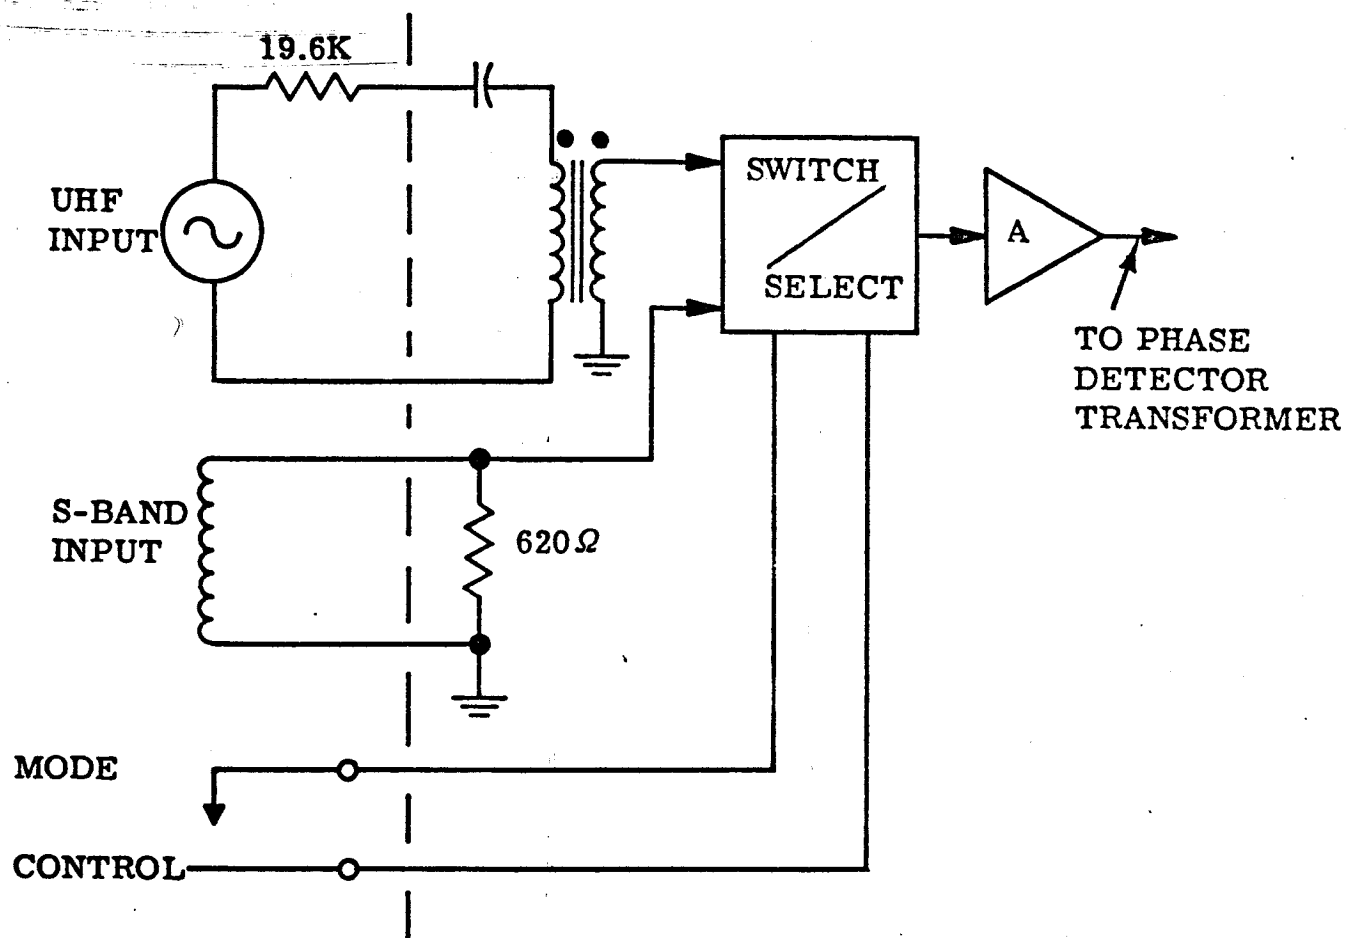 19.6K
UHF
INPUT
SWITCH
SELECT
A
TO PHASE
DETECTOR
TRANSFORMER
S-BAND
INPUT
620Ω
MODE
CONTROL